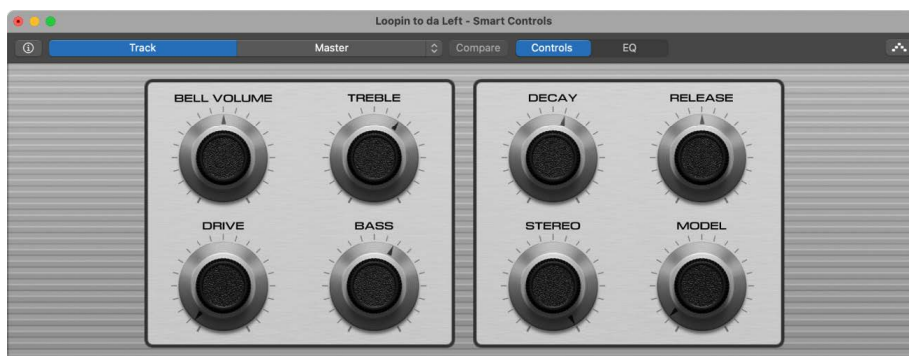 Loopin to da Left - Smart Controls
Track Master Compare Controls EQ
BELL VOLUME TREBLE DECAY RELEASE
DRIVE BASS STEREO MODEL